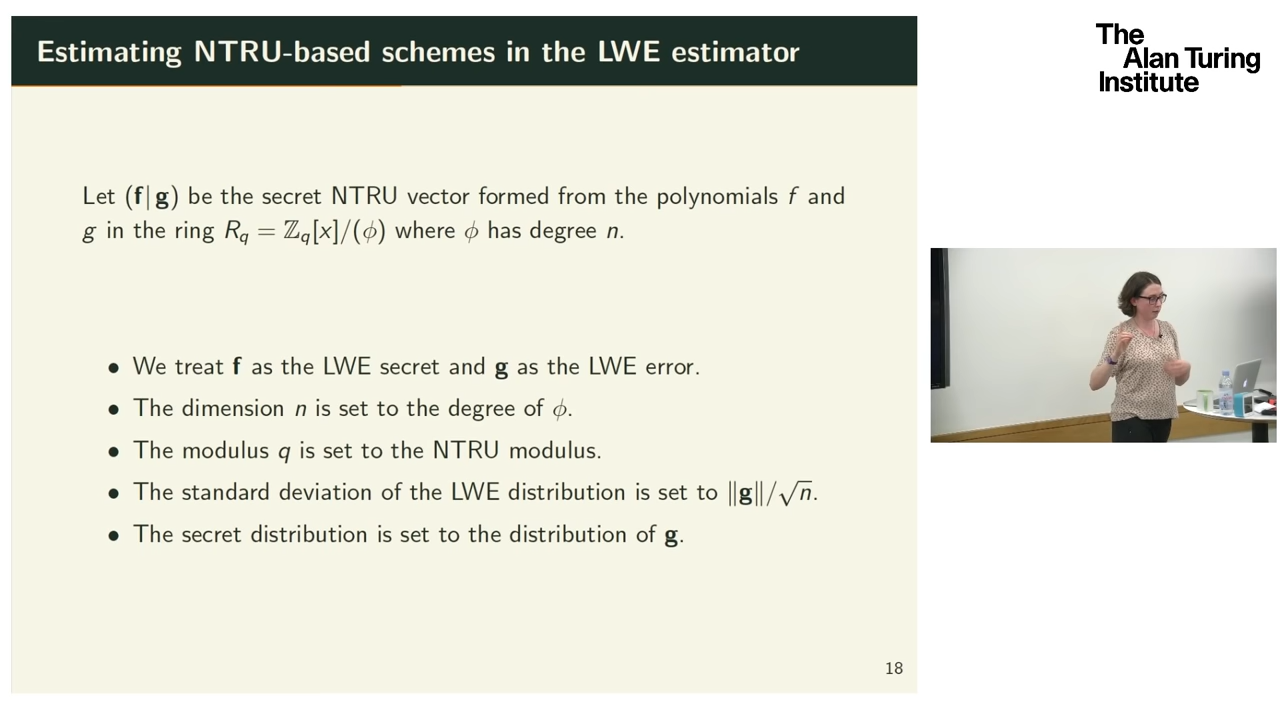 Estimating NTRU-based schemes in the LWE estimator
The
Alan Turing
Institute
Let (f|g) be the secret NTRU vector formed from the polynomials f and
g in the ring R_q = ℤ_q[x]/(ϕ) where ϕ has degree n.
• We treat f as the LWE secret and g as the LWE error.
• The dimension n is set to the degree of ϕ.
• The modulus q is set to the NTRU modulus.
• The standard deviation of the LWE distribution is set to ‖g‖/√n.
• The secret distribution is set to the distribution of g.
18